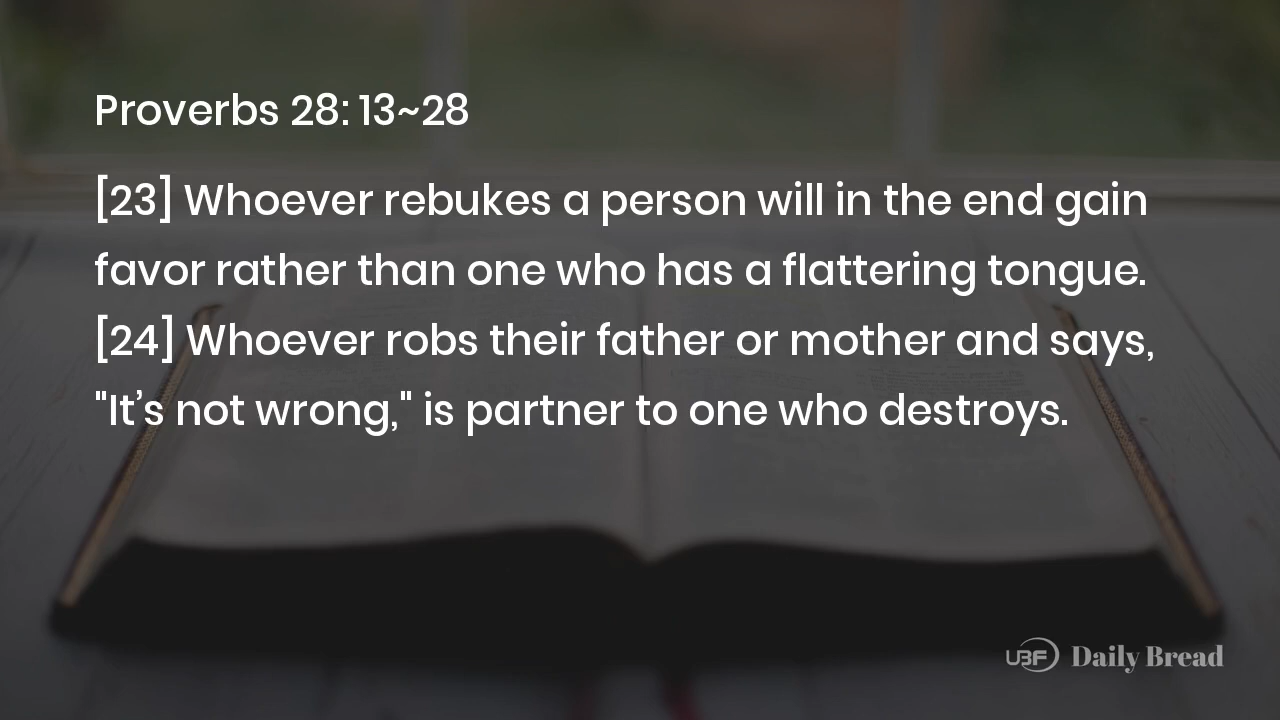 Proverbs 28: 13~28
[23] Whoever rebukes a person will in the end gain
favor rather than one who has a flattering tongue.
[24] Whoever robs their father or mother and says,
"It’s not wrong," is partner to one who destroys.
UBF Daily Bread